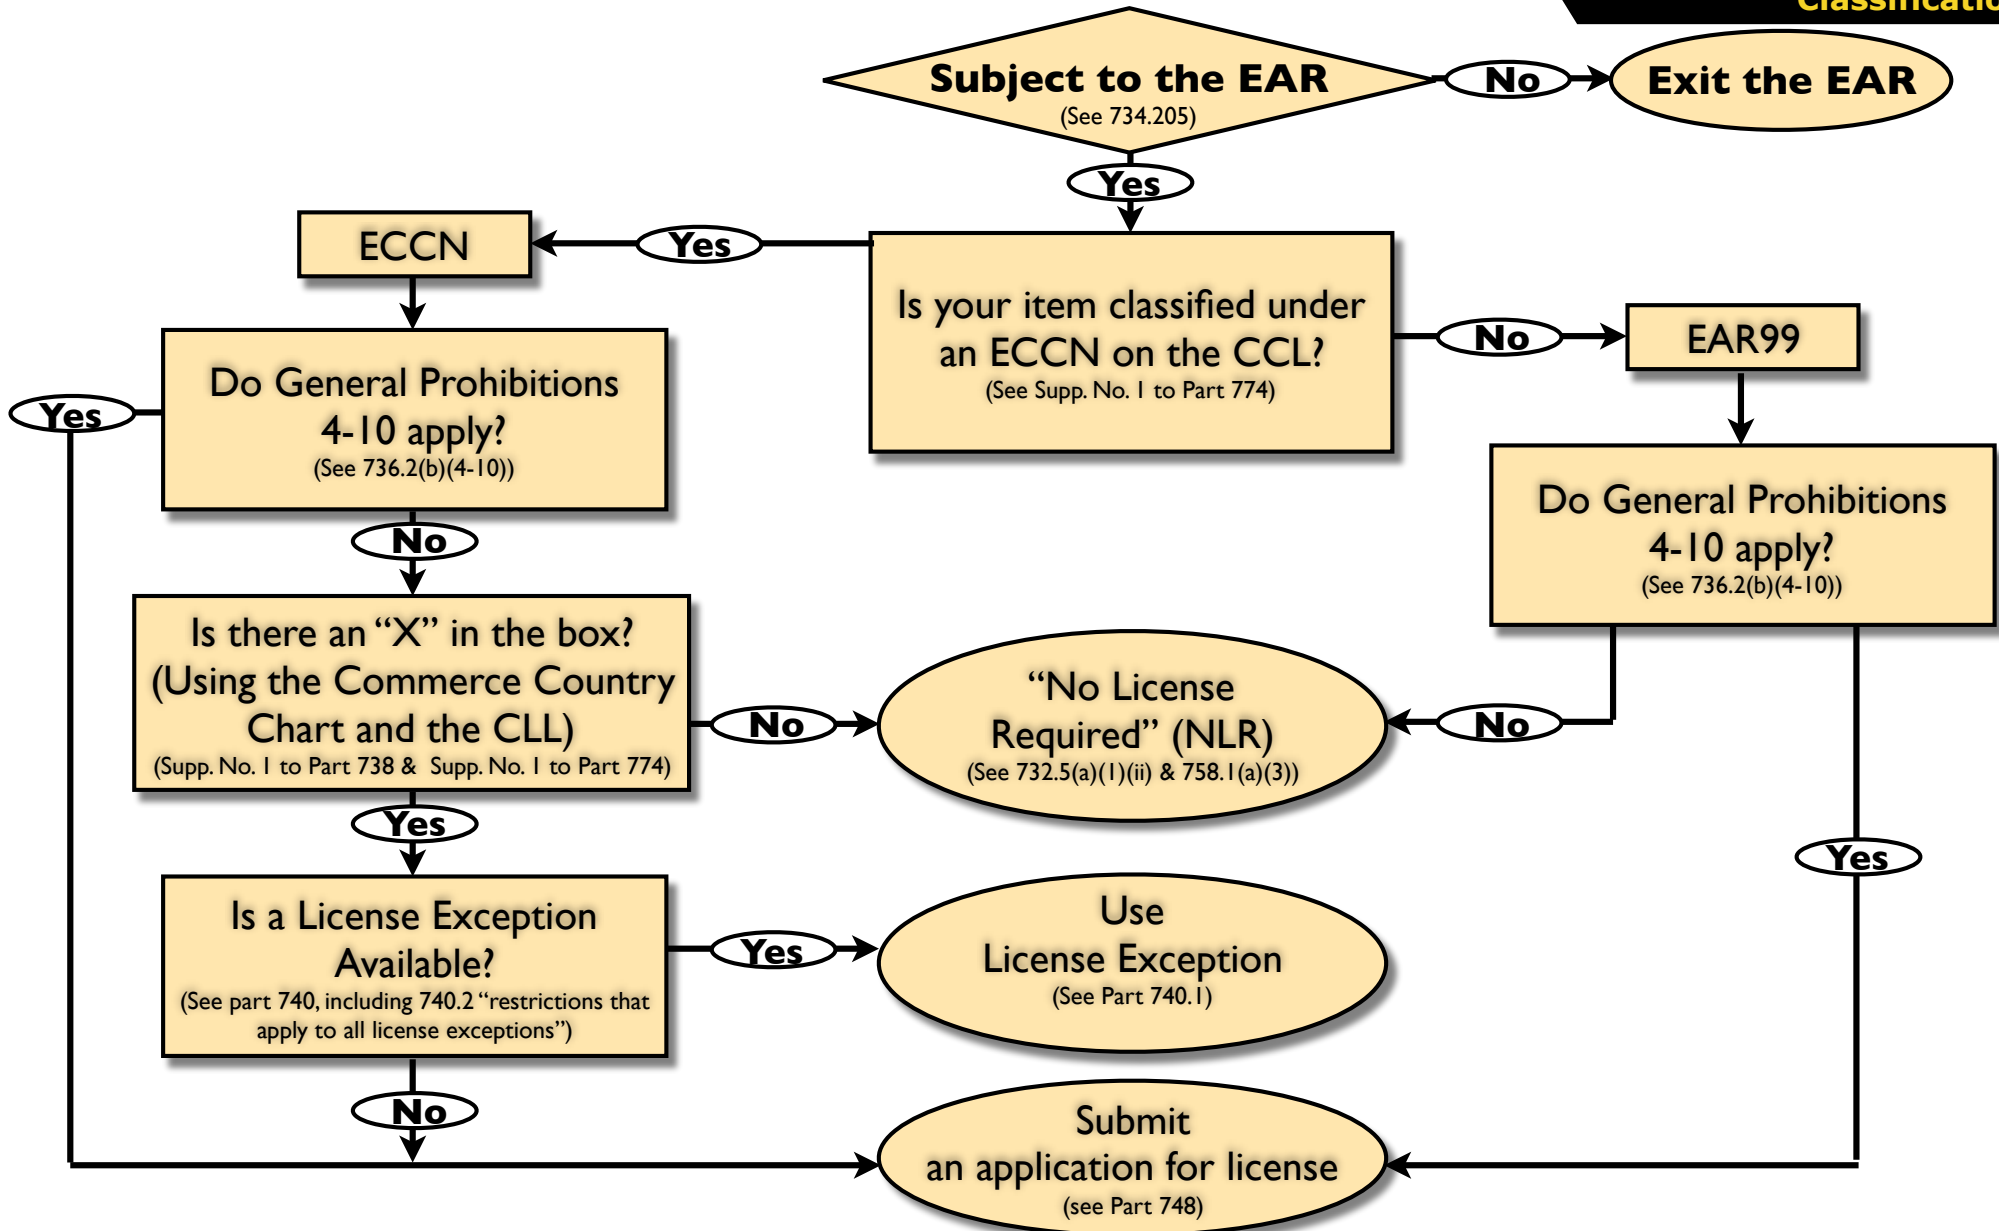 Subject to the EAR
(See 734.205)
No
Exit the EAR
Yes
ECCN
Yes
Is your item classified under
an ECCN on the CCL?
(See Supp. No. 1 to Part 774)
No
EAR99
Do General Prohibitions
4-10 apply?
(See 736.2(b)(4-10))
Yes
Do General Prohibitions
4-10 apply?
(See 736.2(b)(4-10))
No
Is there an “X” in the box?
(Using the Commerce Country
Chart and the CLL)
(Supp. No. 1 to Part 738 & Supp. No. 1 to Part 774)
No
“No License
Required” (NLR)
(See 732.5(a)(1)(ii) & 758.1(a)(3))
No
Yes
Yes
Is a License Exception
Available?
(See part 740, including 740.2 “restrictions that
apply to all license exceptions”)
Yes
Use
License Exception
(See Part 740.1)
No
Submit
an application for license
(see Part 748)